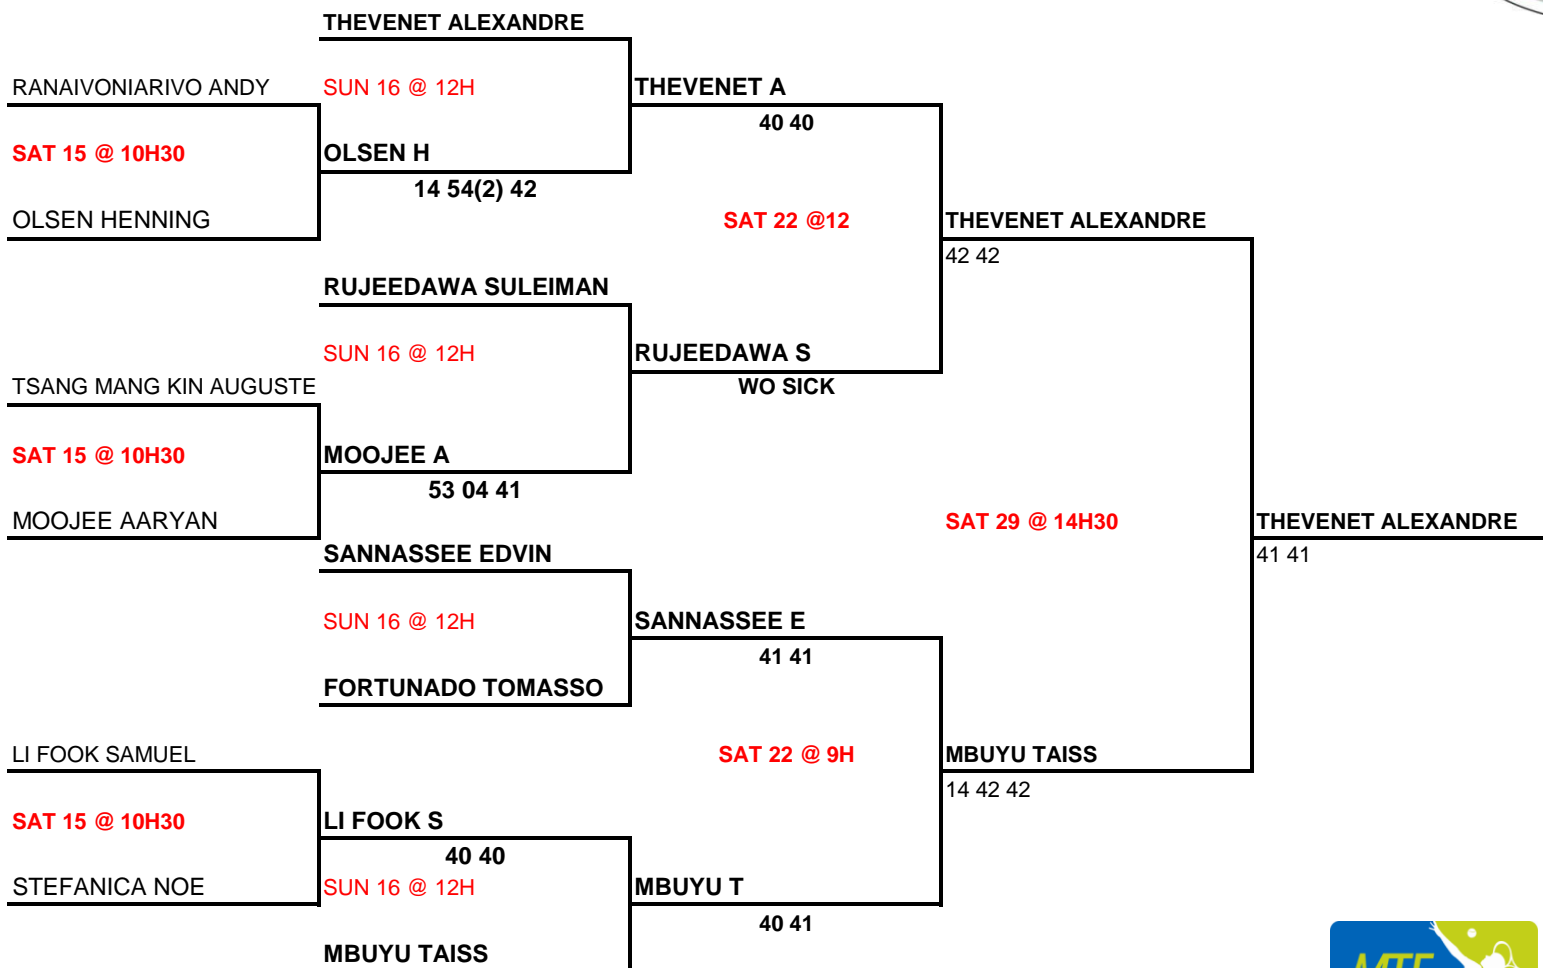 THEVENET ALEXANDRE
RANAIVONIARIVO ANDY
SUN 16 @ 12H
THEVENET A
40 40
SAT 15 @ 10H30
OLSEN H
14 54(2) 42
OLSEN HENNING
SAT 22 @12
THEVENET ALEXANDRE
42 42
RUJEEDAWA SULEIMAN
SUN 16 @ 12H
RUJEEDAWA S
WO SICK
TSANG MANG KIN AUGUSTE
SAT 15 @ 10H30
MOOJEE A
53 04 41
MOOJEE AARYAN
SAT 29 @ 14H30
THEVENET ALEXANDRE
41 41
SANNASSEE EDVIN
SUN 16 @ 12H
SANNASSEE E
41 41
FORTUNADO TOMASSO
LI FOOK SAMUEL
SAT 22 @ 9H
MBUYU TAISS
14 42 42
SAT 15 @ 10H30
LI FOOK S
40 40
STEFANICA NOE
SUN 16 @ 12H
MBUYU T
40 41
MBUYU TAISS
MTF